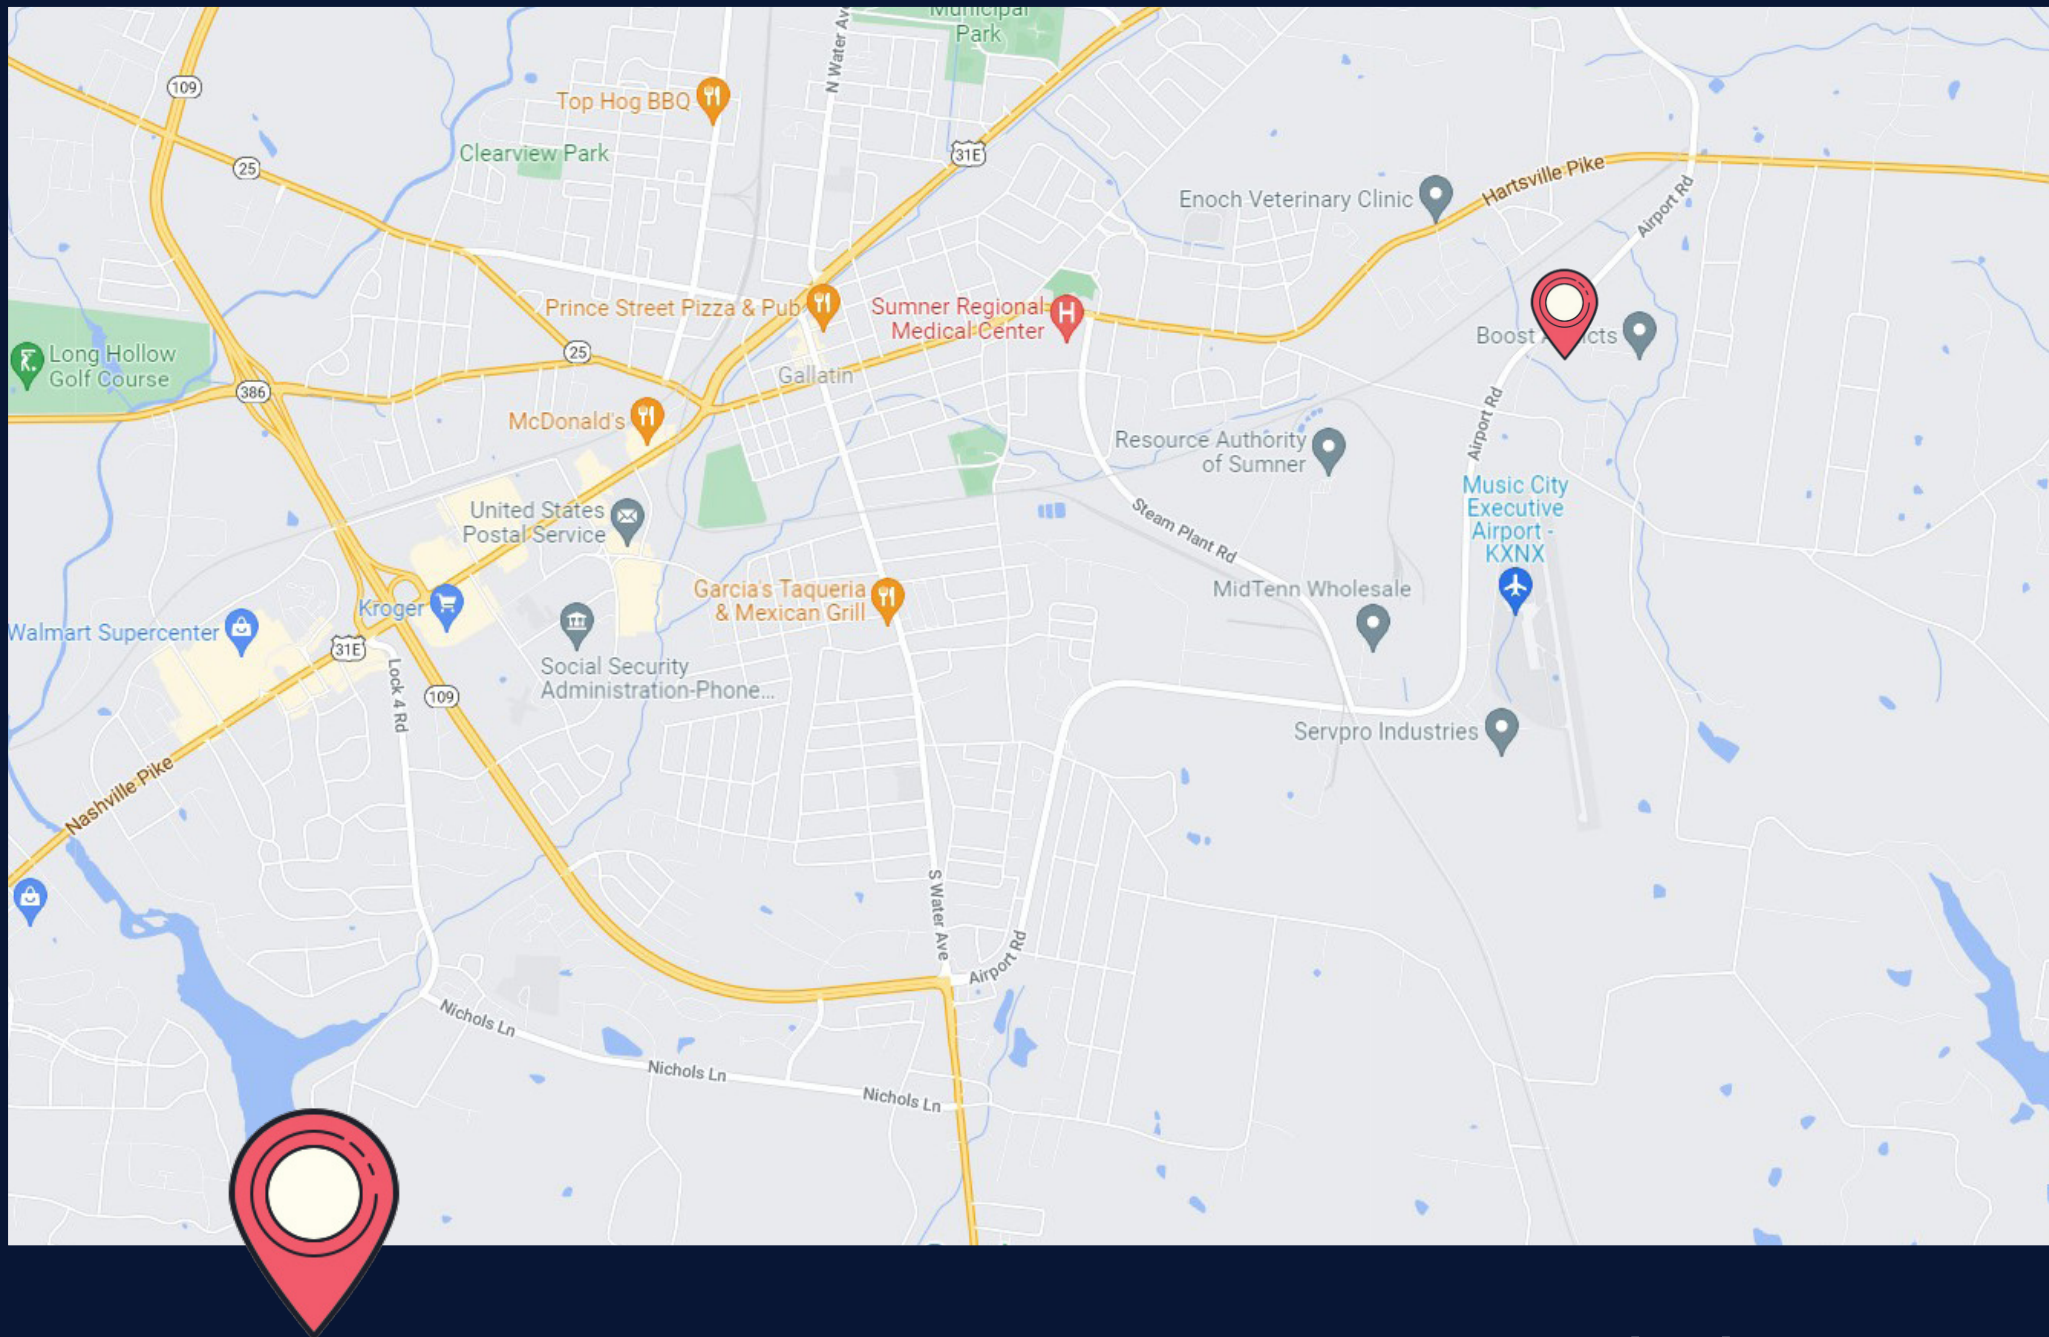 Municipal
Park
N Water Ave
109
Top Hog BBQ
Clearview Park
31E
25
Hartsville Pike
Enoch Veterinary Clinic
Airport Rd
Prince Street Pizza & Pub
Sumner Regional
Medical Center
Boost
Long Hollow
Golf Course
25
Gallatin
386
McDonald's
Airport Rd
Resource Authority
of Sumner
Music City
Executive
Airport -
KXNX
United States
Postal Service
Steam Plant Rd
Garcia's Taqueria
& Mexican Grill
MidTenn Wholesale
Kroger
Walmart Supercenter
31E
Social Security
Administration-Phone...
Lock 4 Rd
109
Servpro Industries
Nashville Pike
S Water Ave
Airport Rd
Nichols Ln
Nichols Ln
Nichols Ln